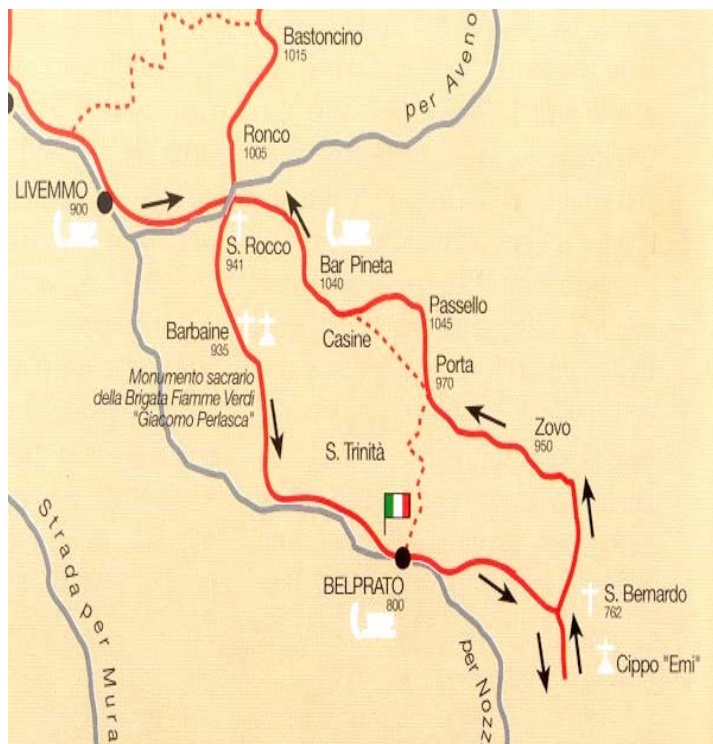 Bastoncino
1015
per Aveno
Ronco
1005
LIVEMMO
900
S. Rocco
941
Bar Pineta
1040
Passello
1045
Barbaine
935
Casine
Porta
970
Monumento sacrario
della Brigata Fiamme Verdi
"Giacomo Perlasca"
Zovo
950
S. Trinità
Strada per Mura
BELPRATO
800
S. Bernardo
762
per Nozz
Cippo "Emi"